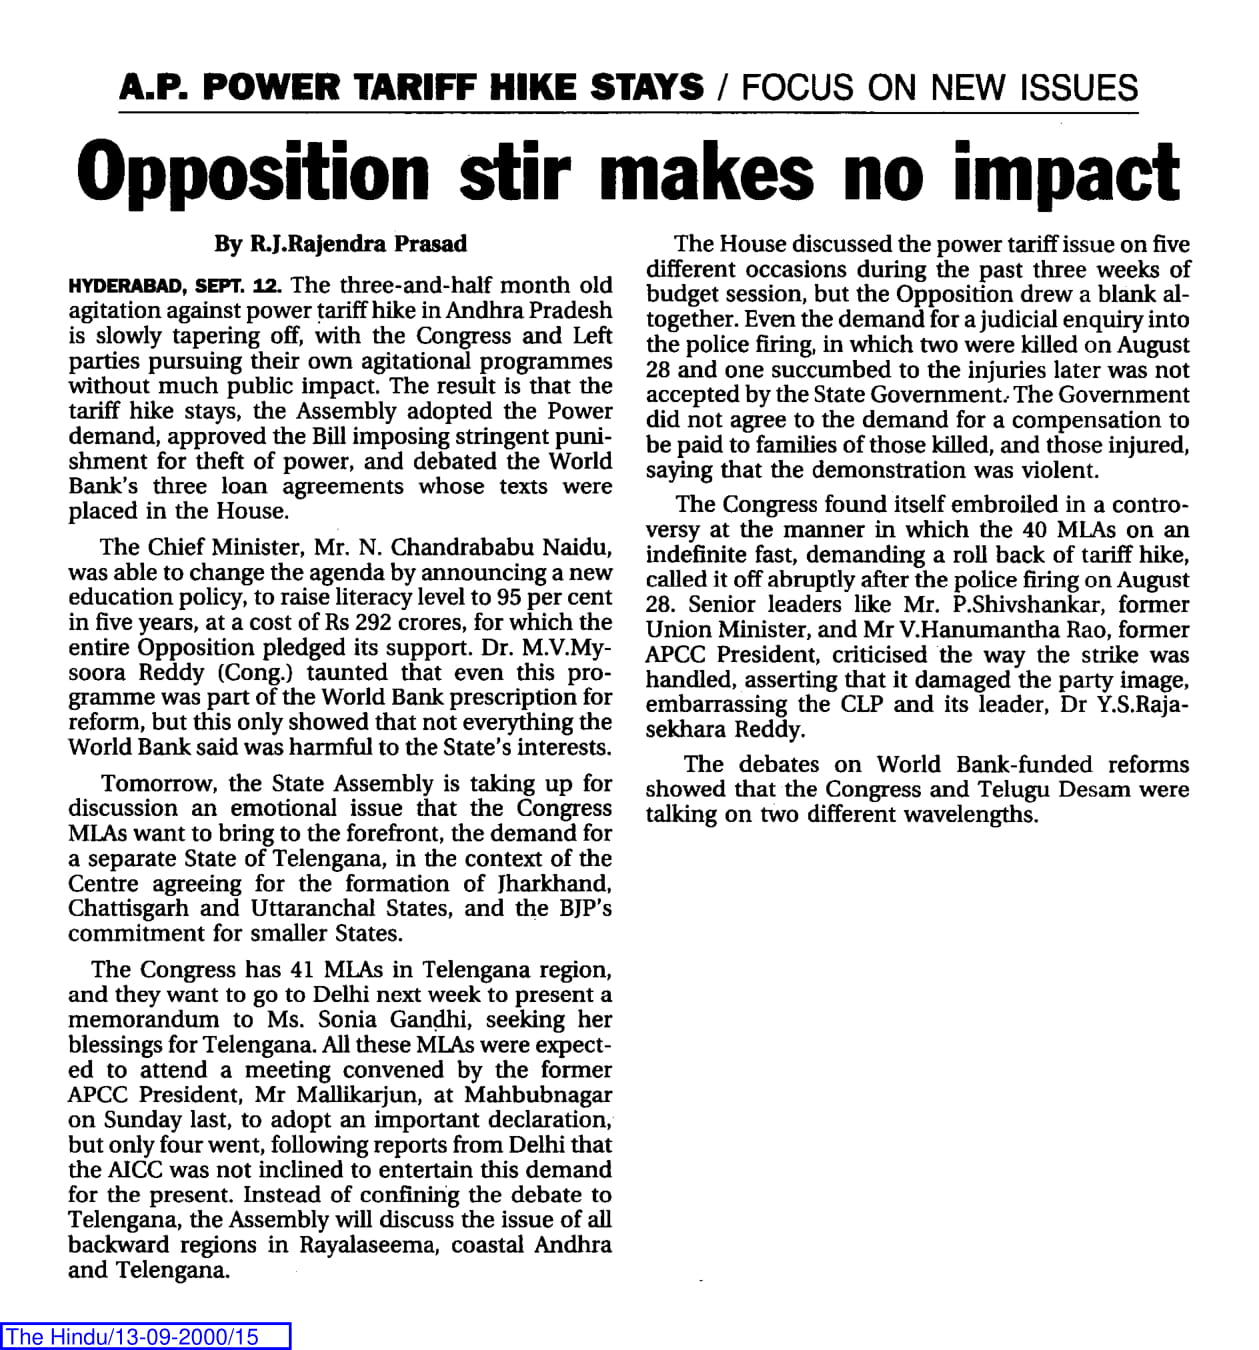 A.P. POWER TARIFF HIKE STAYS / FOCUS ON NEW ISSUES
Opposition stir makes no impact
By R.J.Rajendra Prasad
HYDERABAD, SEPT. 12. The three-and-half month old
agitation against power tariff hike in Andhra Pradesh
is slowly tapering off, with the Congress and Left
parties pursuing their own agitational programmes
without much public impact. The result is that the
tariff hike stays, the Assembly adopted the Power
demand, approved the Bill imposing stringent puni-
shment for theft of power, and debated the World
Bank's three loan agreements whose texts were
placed in the House.
The Chief Minister, Mr. N. Chandrababu Naidu,
was able to change the agenda by announcing a new
education policy, to raise literacy level to 95 per cent
in five years, at a cost of Rs 292 crores, for which the
entire Opposition pledged its support. Dr. M.V.My-
soora Reddy (Cong.) taunted that even this pro-
gramme was part of the World Bank prescription for
reform, but this only showed that not everything the
World Bank said was harmful to the State's interests.
Tomorrow, the State Assembly is taking up for
discussion an emotional issue that the Congress
MLAs want to bring to the forefront, the demand for
a separate State of Telengana, in the context of the
Centre agreeing for the formation of Jharkhand,
Chattisgarh and Uttaranchal States, and the BJP's
commitment for smaller States.
The Congress has 41 MLAs in Telengana region,
and they want to go to Delhi next week to present a
memorandum to Ms. Sonia Gandhi, seeking her
blessings for Telengana. All these MLAs were expect-
ed to attend a meeting convened by the former
APCC President, Mr Mallikarjun, at Mahbubnagar
on Sunday last, to adopt an important declaration,
but only four went, following reports from Delhi that
the AICC was not inclined to entertain this demand
for the present. Instead of confining the debate to
Telengana, the Assembly will discuss the issue of all
backward regions in Rayalaseema, coastal Andhra
and Telengana.
The House discussed the power tariff issue on five
different occasions during the past three weeks of
budget session, but the Opposition drew a blank al-
together. Even the demand for a judicial enquiry into
the police firing, in which two were killed on August
28 and one succumbed to the injuries later was not
accepted by the State Government. The Government
did not agree to the demand for a compensation to
be paid to families of those killed, and those injured,
saying that the demonstration was violent.
The Congress found itself embroiled in a contro-
versy at the manner in which the 40 MLAs on an
indefinite fast, demanding a roll back of tariff hike,
called it off abruptly after the police firing on August
28. Senior leaders like Mr. P.Shivshankar, former
Union Minister, and Mr V.Hanumantha Rao, former
APCC President, criticised the way the strike was
handled, asserting that it damaged the party image,
embarrassing the CLP and its leader, Dr Y.S.Raja-
sekhara Reddy.
The debates on World Bank-funded reforms
showed that the Congress and Telugu Desam were
talking on two different wavelengths.
The Hindu/13-09-2000/15